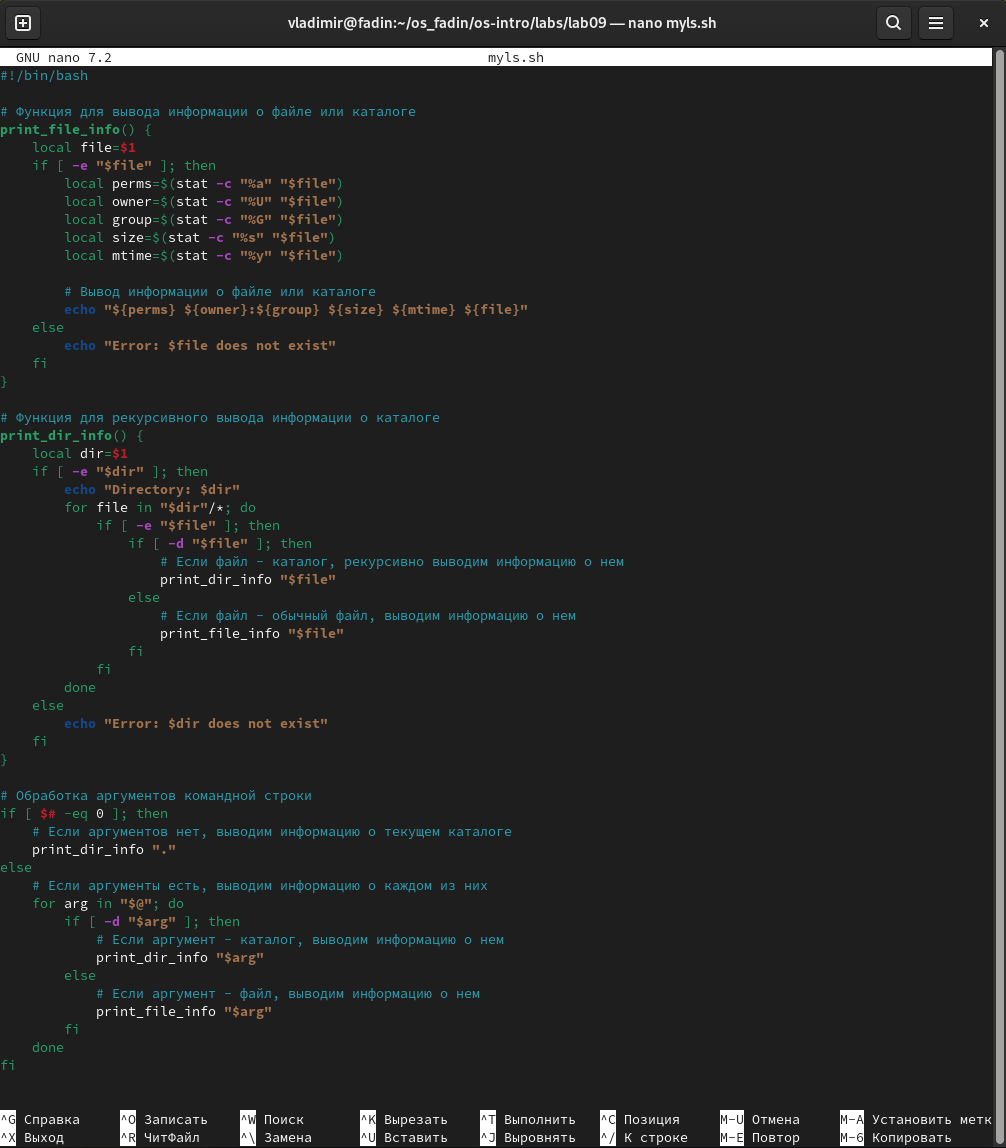 vladimir@fadin:~/os_fadin/os-intro/labs/lab09 — nano myls.sh
GNU nano 7.2 myls.sh
#!/bin/bash

# Функция для вывода информации о файле или каталоге
print_file_info() {
    local file=$1
    if [ -e "$file" ]; then
        local perms=$(stat -c "%a" "$file")
        local owner=$(stat -c "%U" "$file")
        local group=$(stat -c "%G" "$file")
        local size=$(stat -c "%s" "$file")
        local mtime=$(stat -c "%y" "$file")

        # Вывод информации о файле или каталоге
        echo "${perms} ${owner}:${group} ${size} ${mtime} ${file}"
    else
        echo "Error: $file does not exist"
    fi
}

# Функция для рекурсивного вывода информации о каталоге
print_dir_info() {
    local dir=$1
    if [ -e "$dir" ]; then
        echo "Directory: $dir"
        for file in "$dir"/*; do
            if [ -e "$file" ]; then
                if [ -d "$file" ]; then
                    # Если файл - каталог, рекурсивно выводим информацию о нем
                    print_dir_info "$file"
                else
                    # Если файл - обычный файл, выводим информацию о нем
                    print_file_info "$file"
                fi
            fi
        done
    else
        echo "Error: $dir does not exist"
    fi
}

# Обработка аргументов командной строки
if [ $# -eq 0 ]; then
    # Если аргументов нет, выводим информацию о текущем каталоге
    print_dir_info "."
else
    # Если аргументы есть, выводим информацию о каждом из них
    for arg in "$@"; do
        if [ -d "$arg" ]; then
            # Если аргумент - каталог, выводим информацию о нем
            print_dir_info "$arg"
        else
            # Если аргумент - файл, выводим информацию о нем
            print_file_info "$arg"
        fi
    done
fi

^G Справка ^O Записать ^W Поиск ^K Вырезать ^T Выполнить ^C Позиция M-U Отмена M-A Установить метк
^X Выход ^R ЧитФайл ^\ Замена ^U Вставить ^J Выровнять ^/ К строке M-E Повтор M-6 Копировать